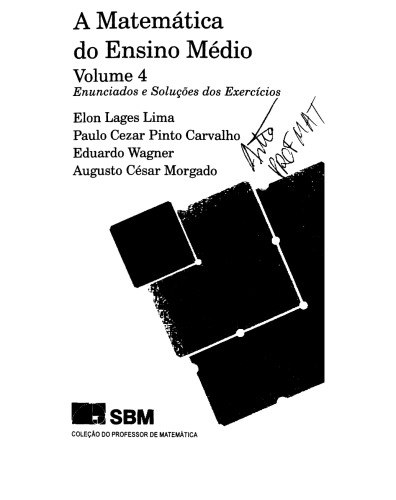 A Matemática
do Ensino Médio
Volume 4
Enunciados e Soluções dos Exercícios
Elon Lages Lima
Paulo Cezar Pinto Carvalho
Eduardo Wagner
Augusto César Morgado
PROFMAT
SBM
COLEÇÃO DO PROFESSOR DE MATEMÁTICA